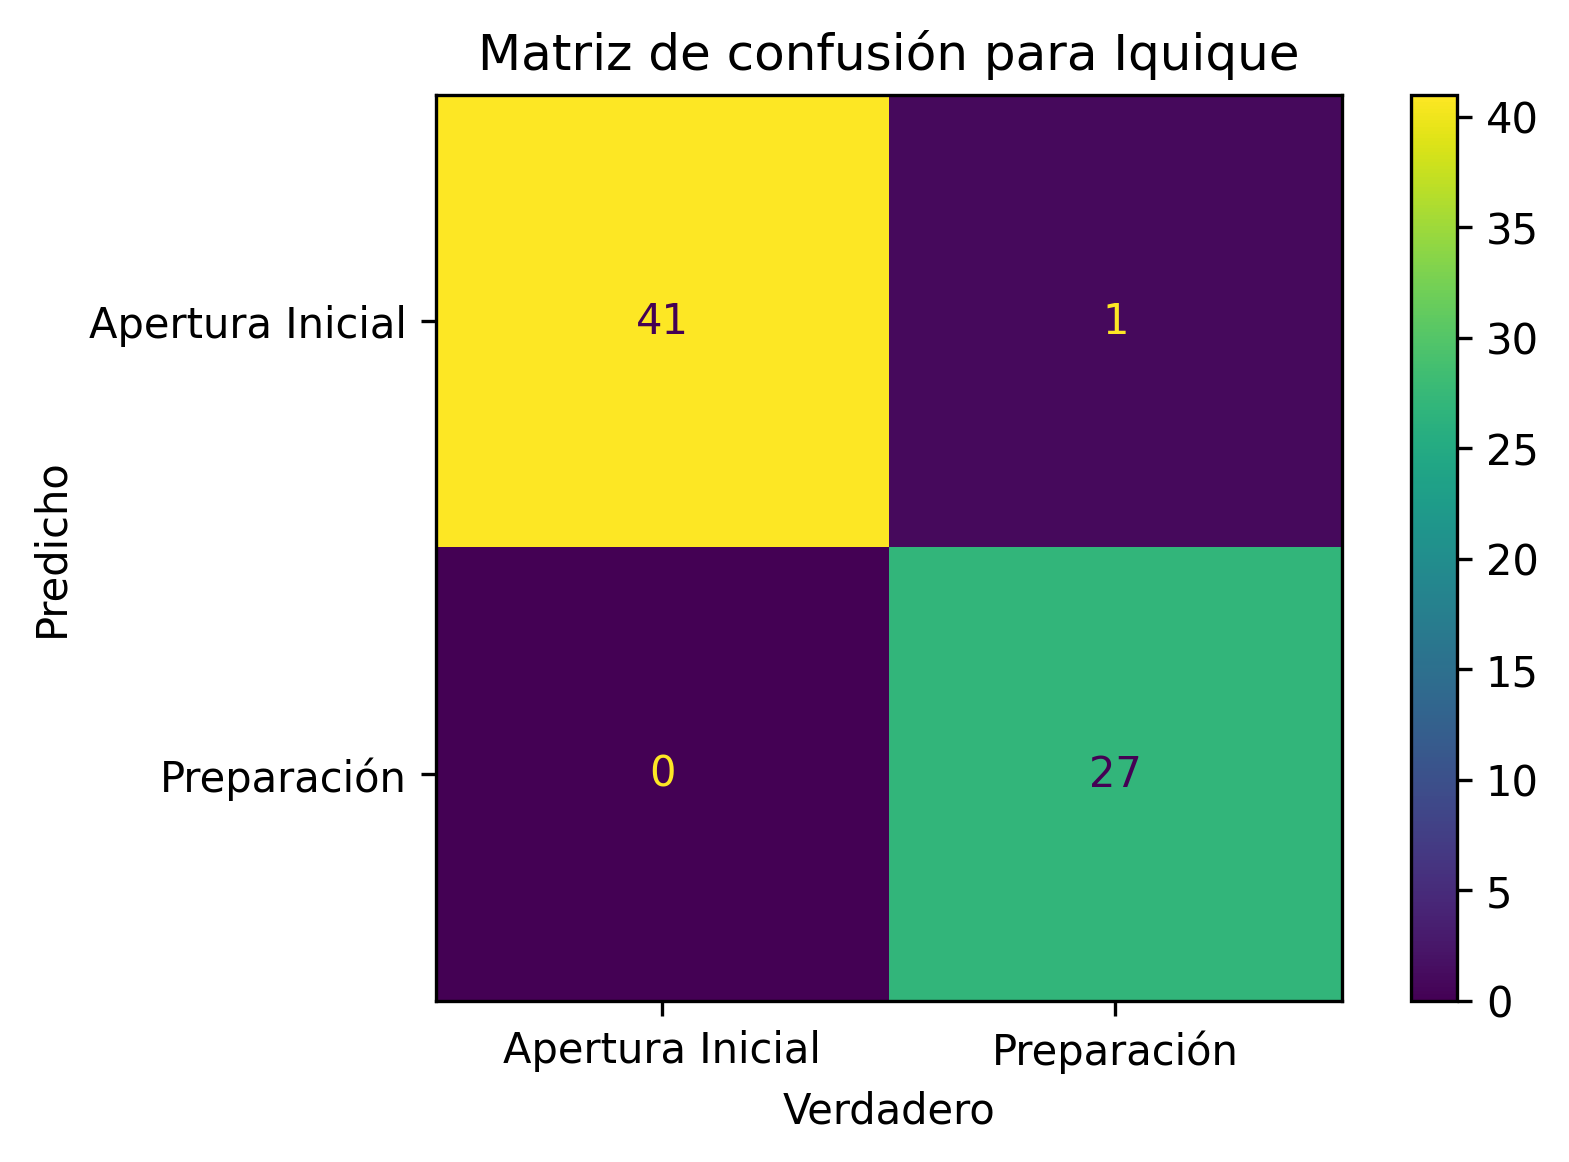 Matriz de confusión para Iquique
Predicho
Apertura Inicial
Preparación
41
1
0
27
Apertura Inicial
Preparación
Verdadero
40
35
30
25
20
15
10
5
0